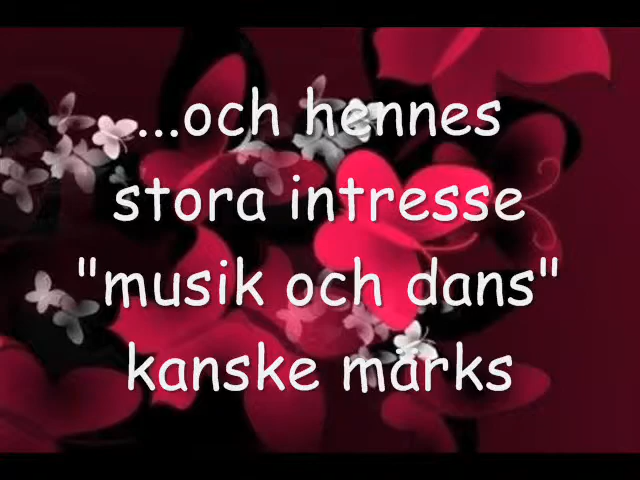 ...och hennes
stora intresse
"musik och dans"
kanske märks